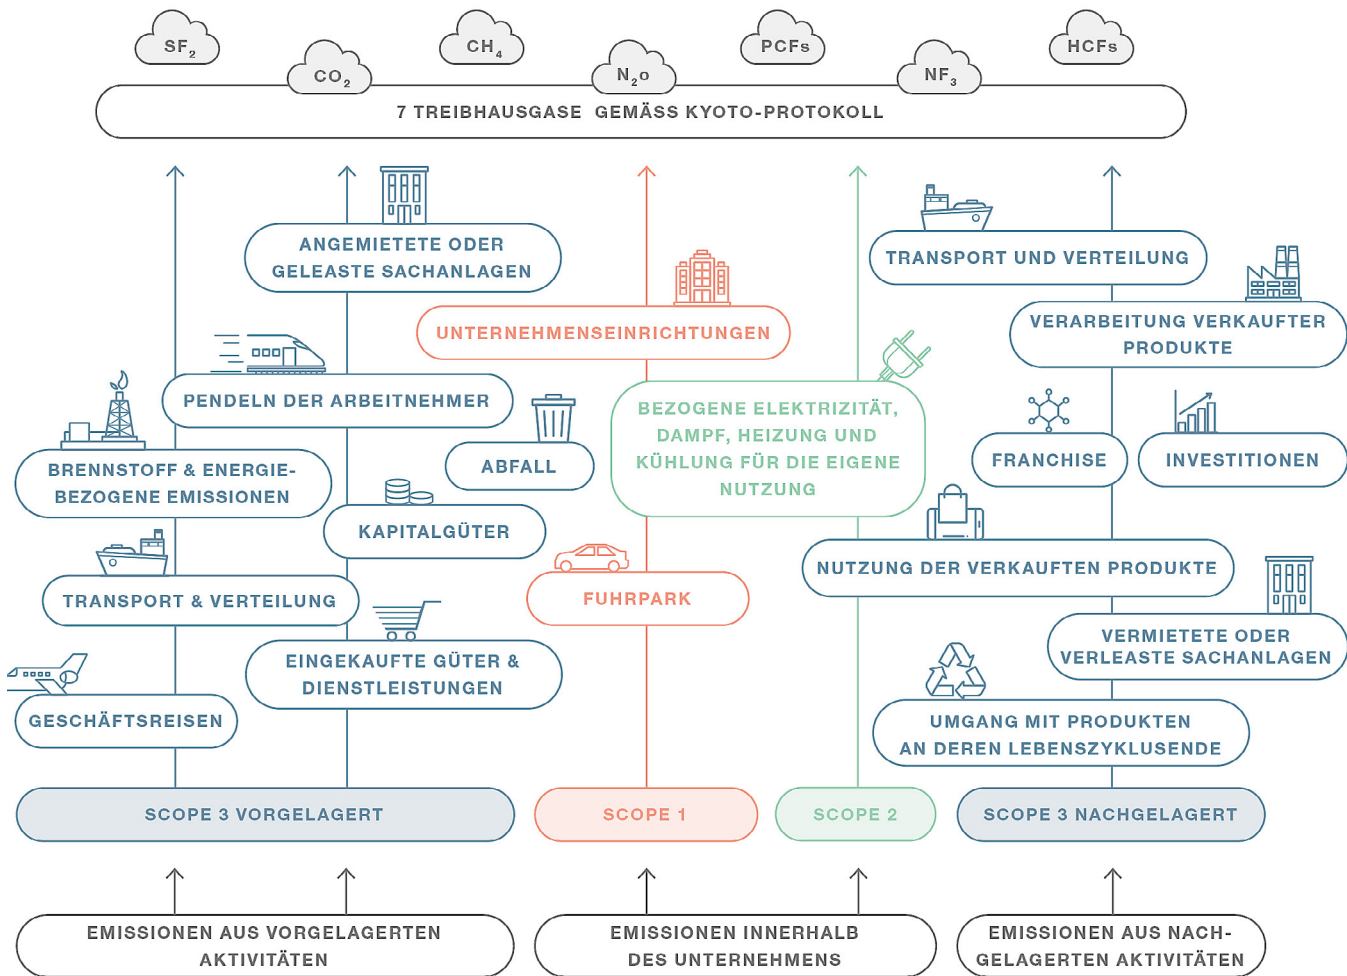 SF₂
CO₂
CH₄
N₂o
PCFs
NF₃
HCFs
7 TREIBHAUSGASE GEMÄSS KYOTO-PROTOKOLL
ANGEMIETETE ODER
GELEASTE SACHANLAGEN
PENDELN DER ARBEITNEHMER
BRENNSTOFF & ENERGIE-
BEZOGENE EMISSIONEN
ABFALL
KAPITALGÜTER
TRANSPORT & VERTEILUNG
EINGEKAUFTE GÜTER &
DIENSTLEISTUNGEN
GESCHÄFTSREISEN
SCOPE 3 VORGELAGERT
EMISSIONEN AUS VORGELAGERTEN
AKTIVITÄTEN
UNTERNEHMENSEINRICHTUNGEN
FUHRPARK
SCOPE 1
BEZOGENE ELEKTRIZITÄT,
DAMPF, HEIZUNG UND
KÜHLUNG FÜR DIE EIGENE
NUTZUNG
SCOPE 2
EMISSIONEN INNERHALB
DES UNTERNEHMENS
TRANSPORT UND VERTEILUNG
VERARBEITUNG VERKAUFTER
PRODUKTE
FRANCHISE
INVESTITIONEN
NUTZUNG DER VERKAUFTEN PRODUKTE
VERMIETETE ODER
VERLEASTE SACHANLAGEN
UMGANG MIT PRODUKTEN
AN DEREN LEBENSZYKLUSENDE
SCOPE 3 NACHGELAGERT
EMISSIONEN AUS NACH-
GELAGERTEN AKTIVITÄTEN